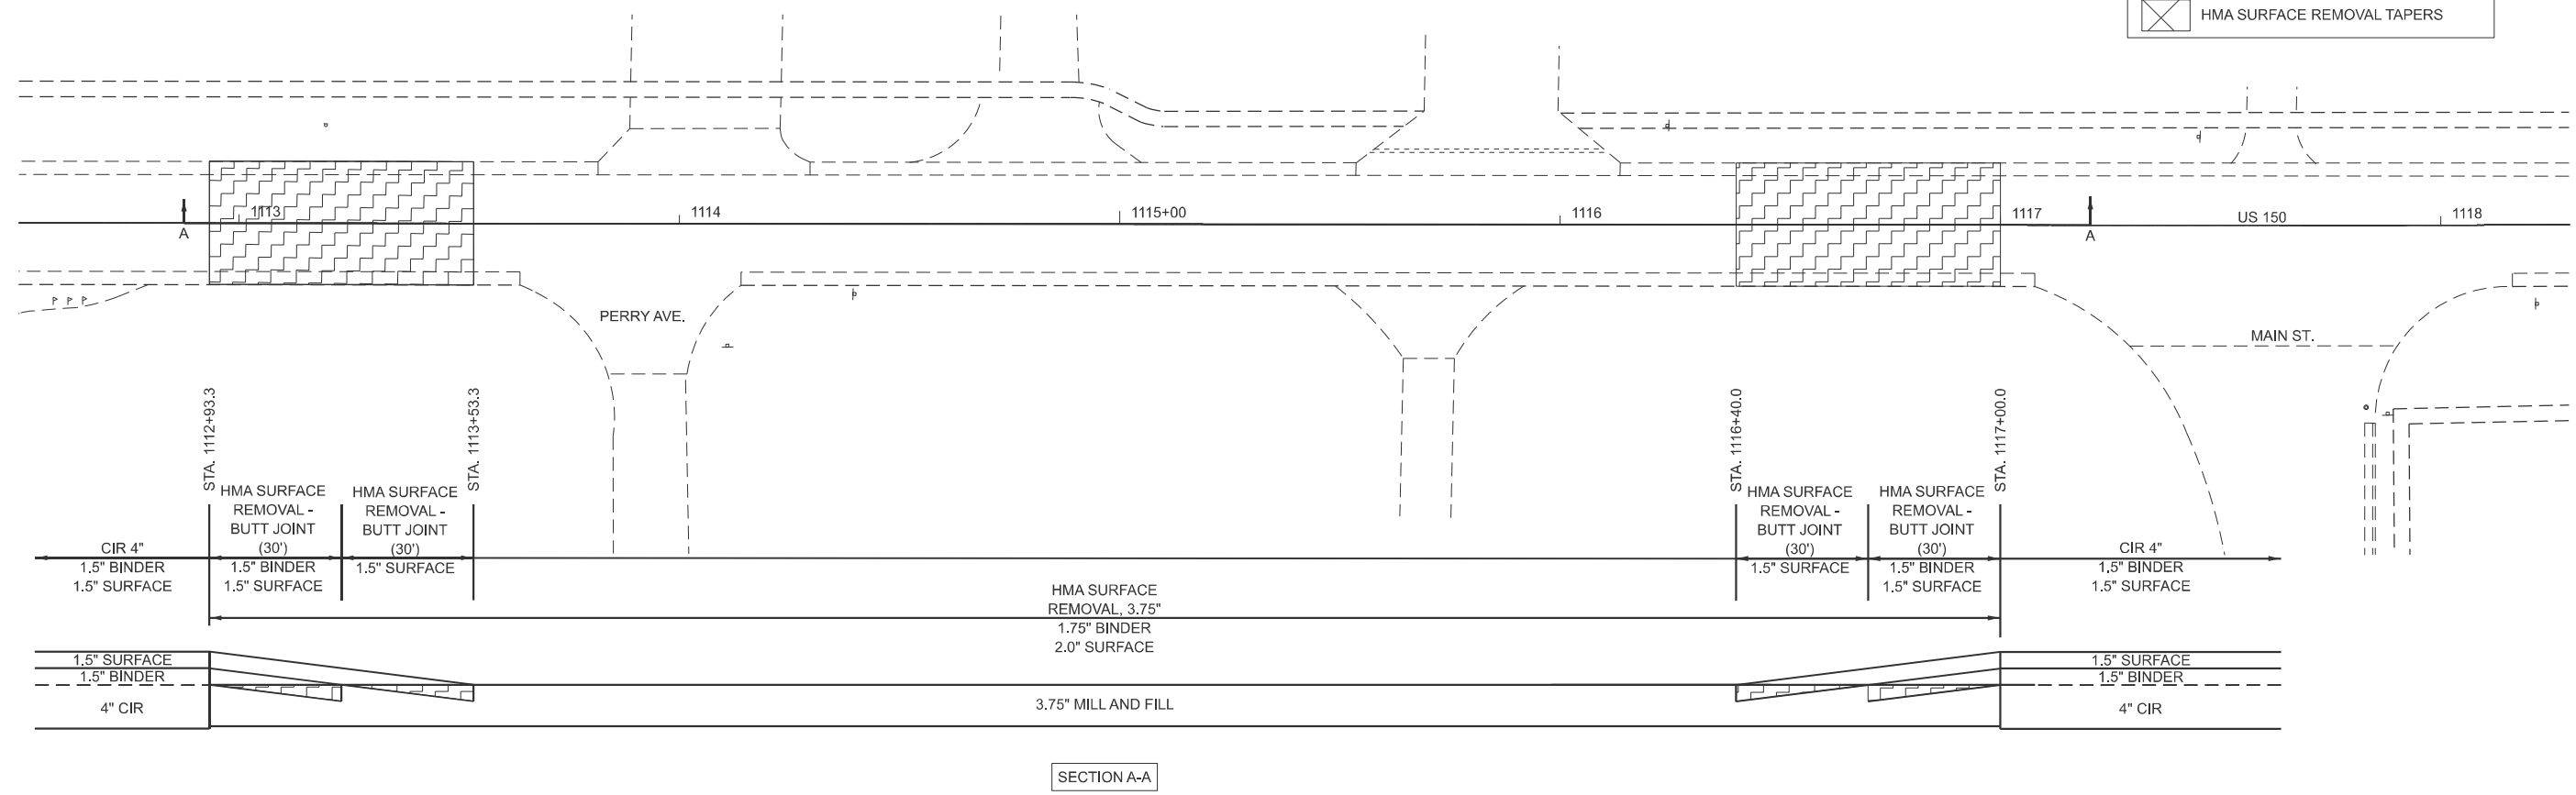 HMA SURFACE REMOVAL TAPERS
1113
1114
1115+00
1116
1117
US 150
1118
A
A
PERRY AVE.
MAIN ST.
STA. 1112+93.3
STA. 1113+53.3
STA. 1116+40.0
STA. 1117+00.0
HMA SURFACE
REMOVAL -
BUTT JOINT
(30')
1.5" BINDER
1.5" SURFACE
HMA SURFACE
REMOVAL -
BUTT JOINT
(30')
1.5" SURFACE
HMA SURFACE
REMOVAL -
BUTT JOINT
(30')
1.5" SURFACE
HMA SURFACE
REMOVAL -
BUTT JOINT
(30')
1.5" BINDER
1.5" SURFACE
CIR 4"
1.5" BINDER
1.5" SURFACE
CIR 4"
1.5" BINDER
1.5" SURFACE
HMA SURFACE
REMOVAL, 3.75"
1.75" BINDER
2.0" SURFACE
1.5" SURFACE
1.5" BINDER
4" CIR
3.75" MILL AND FILL
1.5" SURFACE
1.5" BINDER
4" CIR
SECTION A-A